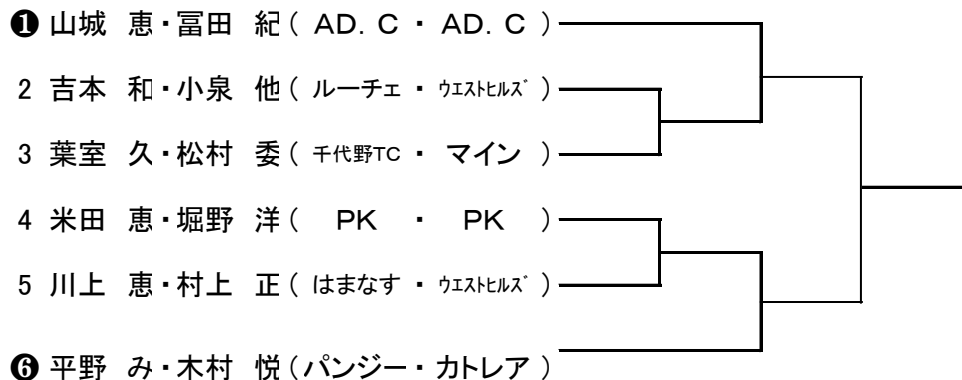 ❶ 山城 恵・冨田 紀 ( AD. C ・ AD. C )
2 吉本 和・小泉 他 ( ルーチェ ・ ｳｴｽﾄﾋﾙｽﾞ )
3 葉室 久・松村 委 ( 千代野TC ・ マイン )
4 米田 恵・堀野 洋 ( PK ・ PK )
5 川上 恵・村上 正 ( はまなす ・ ｳｴｽﾄﾋﾙｽﾞ )
❻ 平野 み・木村 悦 ( パンジー ・ カトレア )